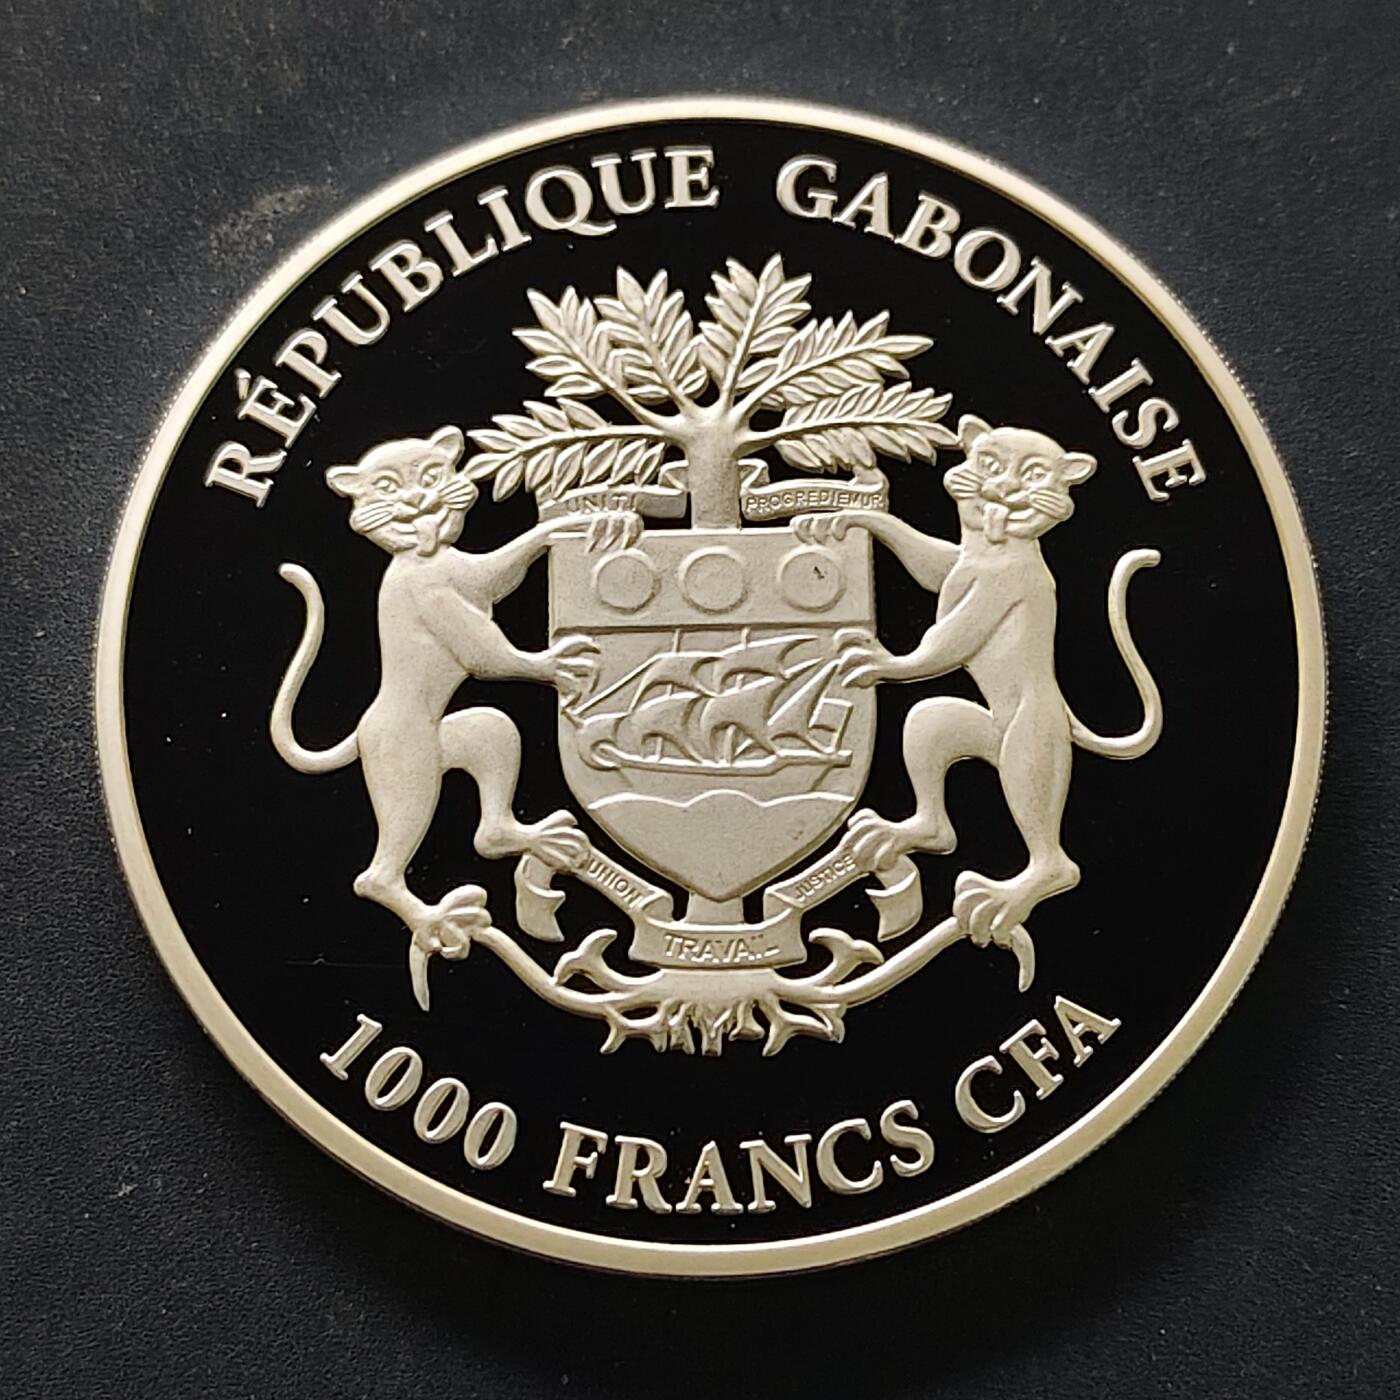 RÉPUBLIQUE GABONAISE
UNITI PROGREDIEMUR
UNION TRAVAIL JUSTICE
1000 FRANCS CFA